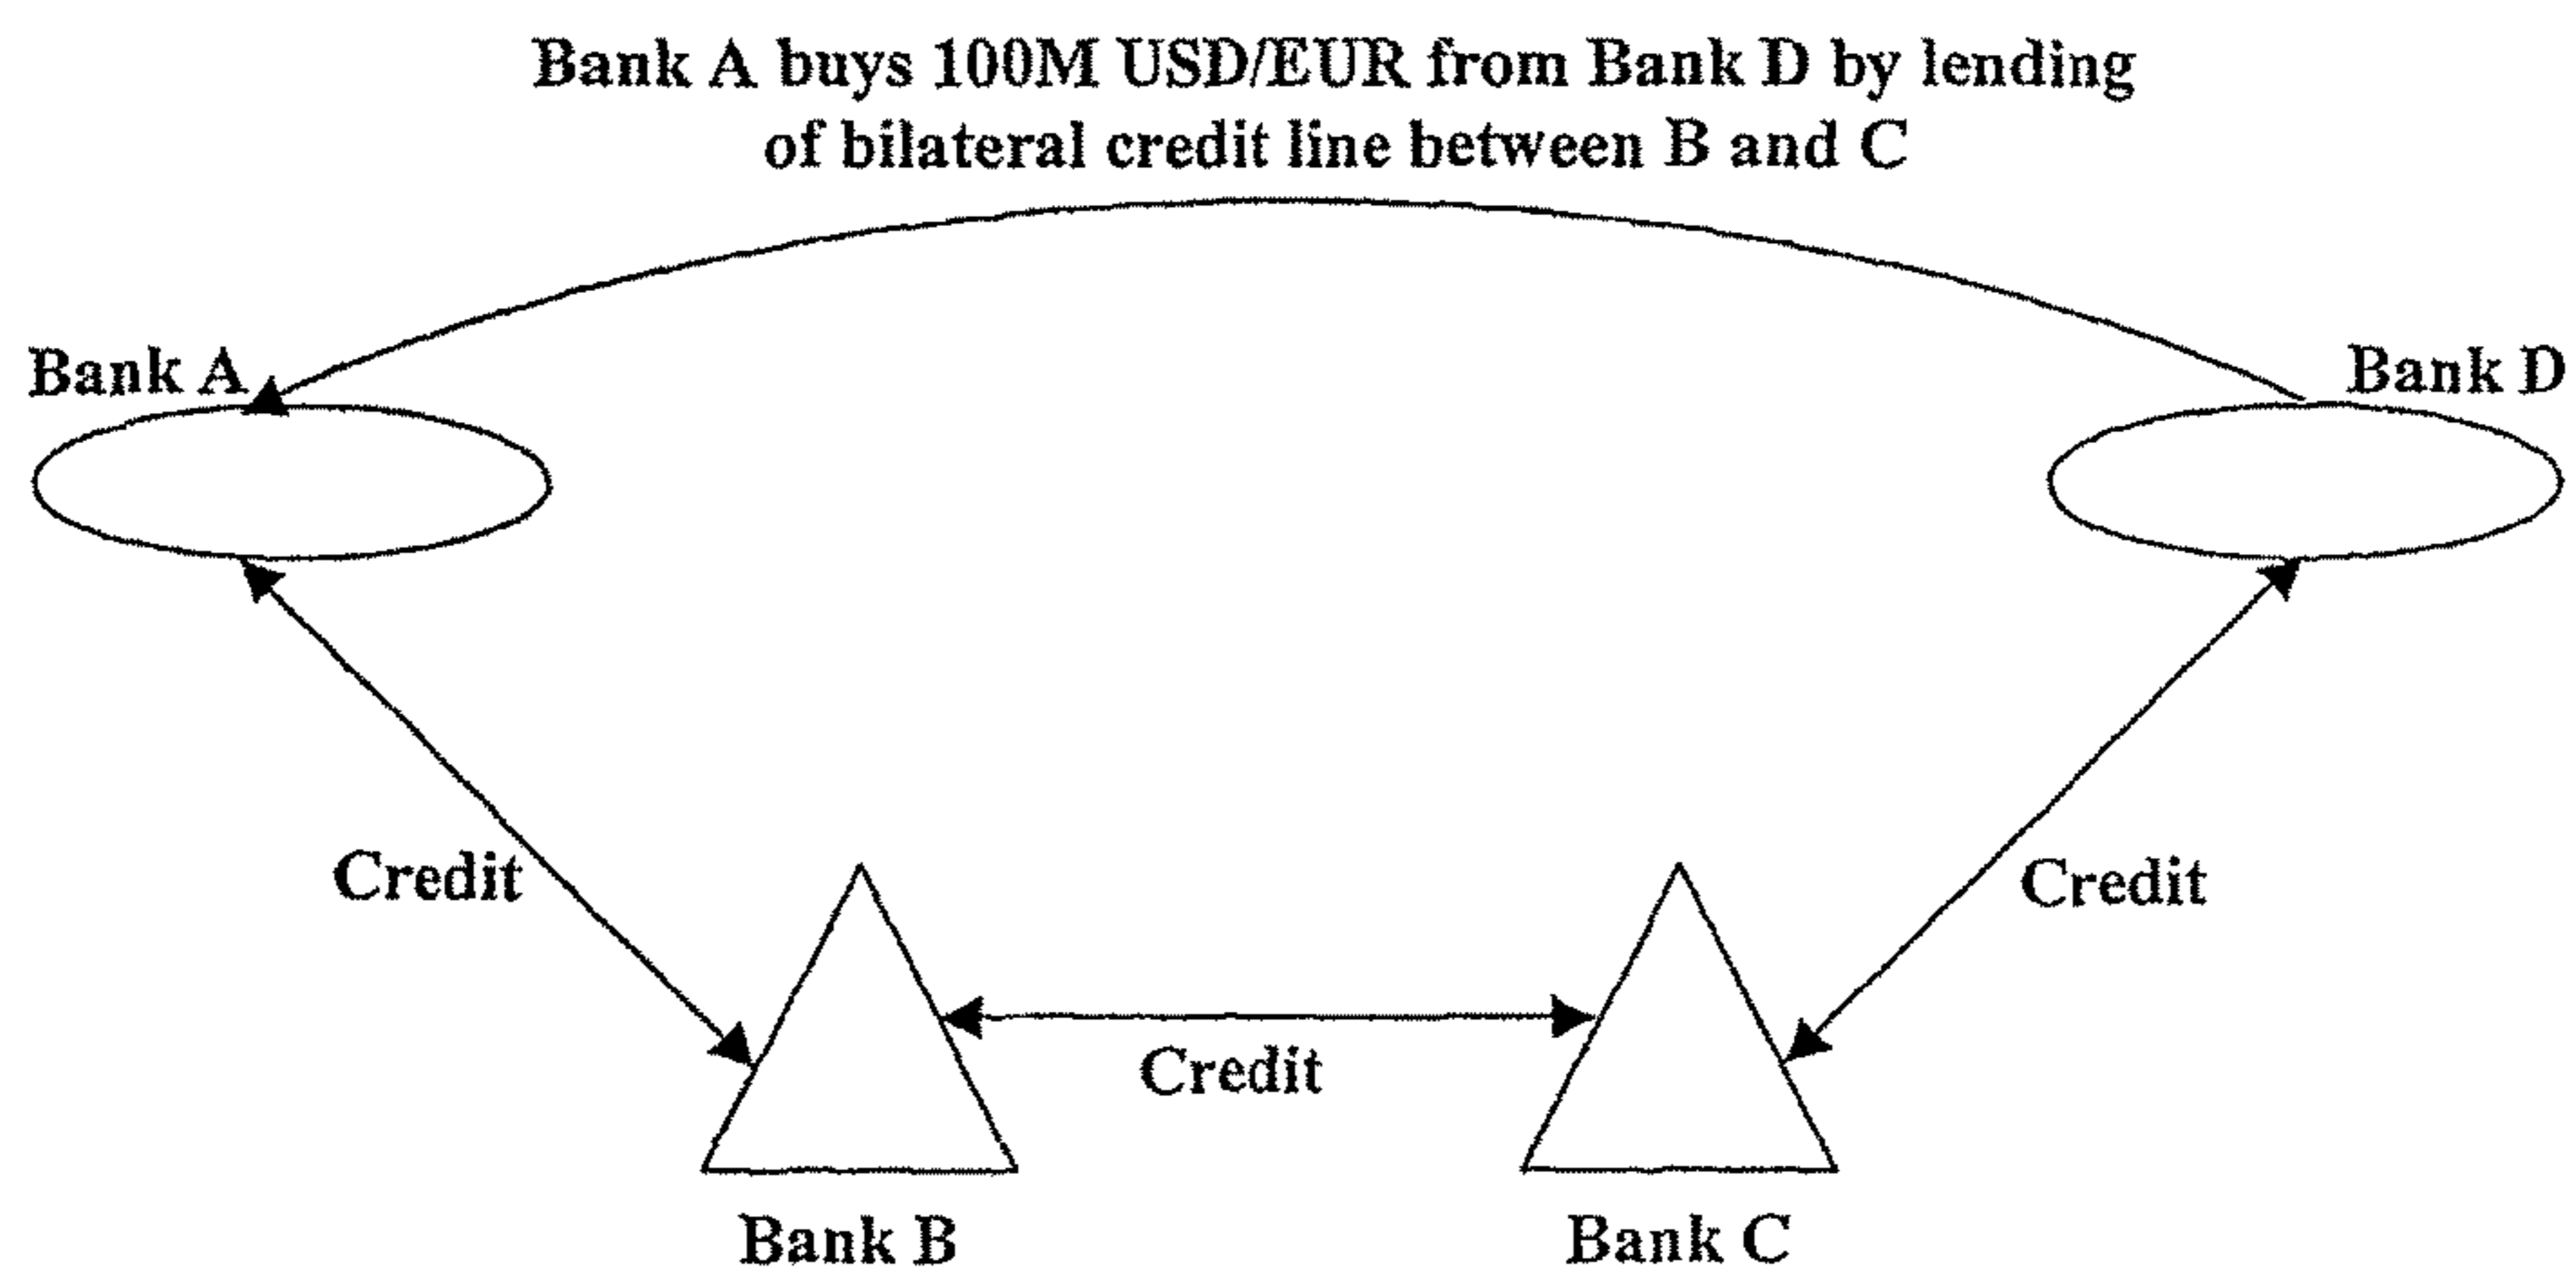 Bank A buys 100M USD/EUR from Bank D by lending
of bilateral credit line between B and C
Bank A
Bank D
Credit
Credit
Credit
Bank B
Bank C